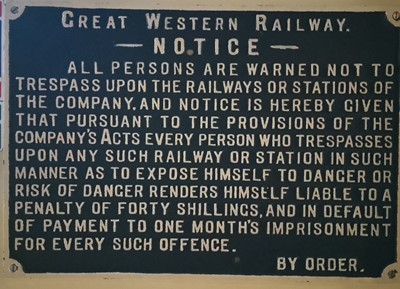 GREAT WESTERN RAILWAY.
— NOTICE —
ALL PERSONS ARE WARNED NOT TO
TRESPASS UPON THE RAILWAYS OR STATIONS OF
THE COMPANY, AND NOTICE IS HEREBY GIVEN
THAT PURSUANT TO THE PROVISIONS OF THE
COMPANY'S ACTS EVERY PERSON WHO TRESPASSES
UPON ANY SUCH RAILWAY OR STATION IN SUCH
MANNER AS TO EXPOSE HIMSELF TO DANGER OR
RISK OF DANGER RENDERS HIMSELF LIABLE TO A
PENALTY OF FORTY SHILLINGS, AND IN DEFAULT
OF PAYMENT TO ONE MONTH'S IMPRISONMENT
FOR EVERY SUCH OFFENCE.
BY ORDER.